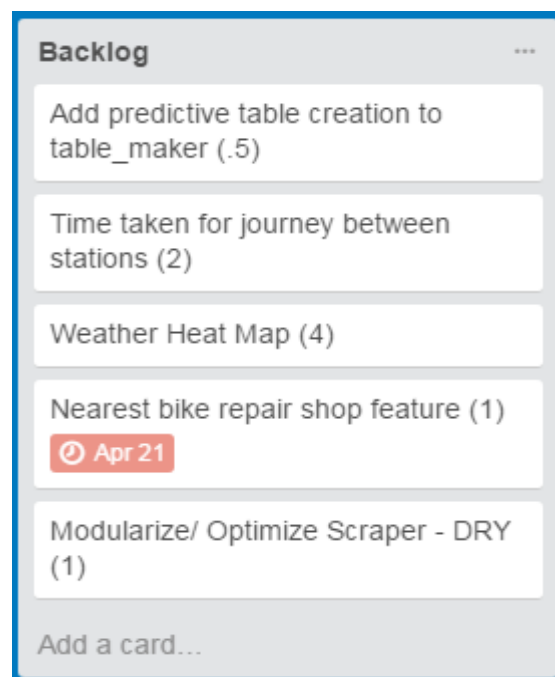 Backlog
Add predictive table creation to
table_maker (.5)
Time taken for journey between
stations (2)
Weather Heat Map (4)
Nearest bike repair shop feature (1)
Apr 21
Modularize/ Optimize Scraper - DRY
(1)
Add a card...